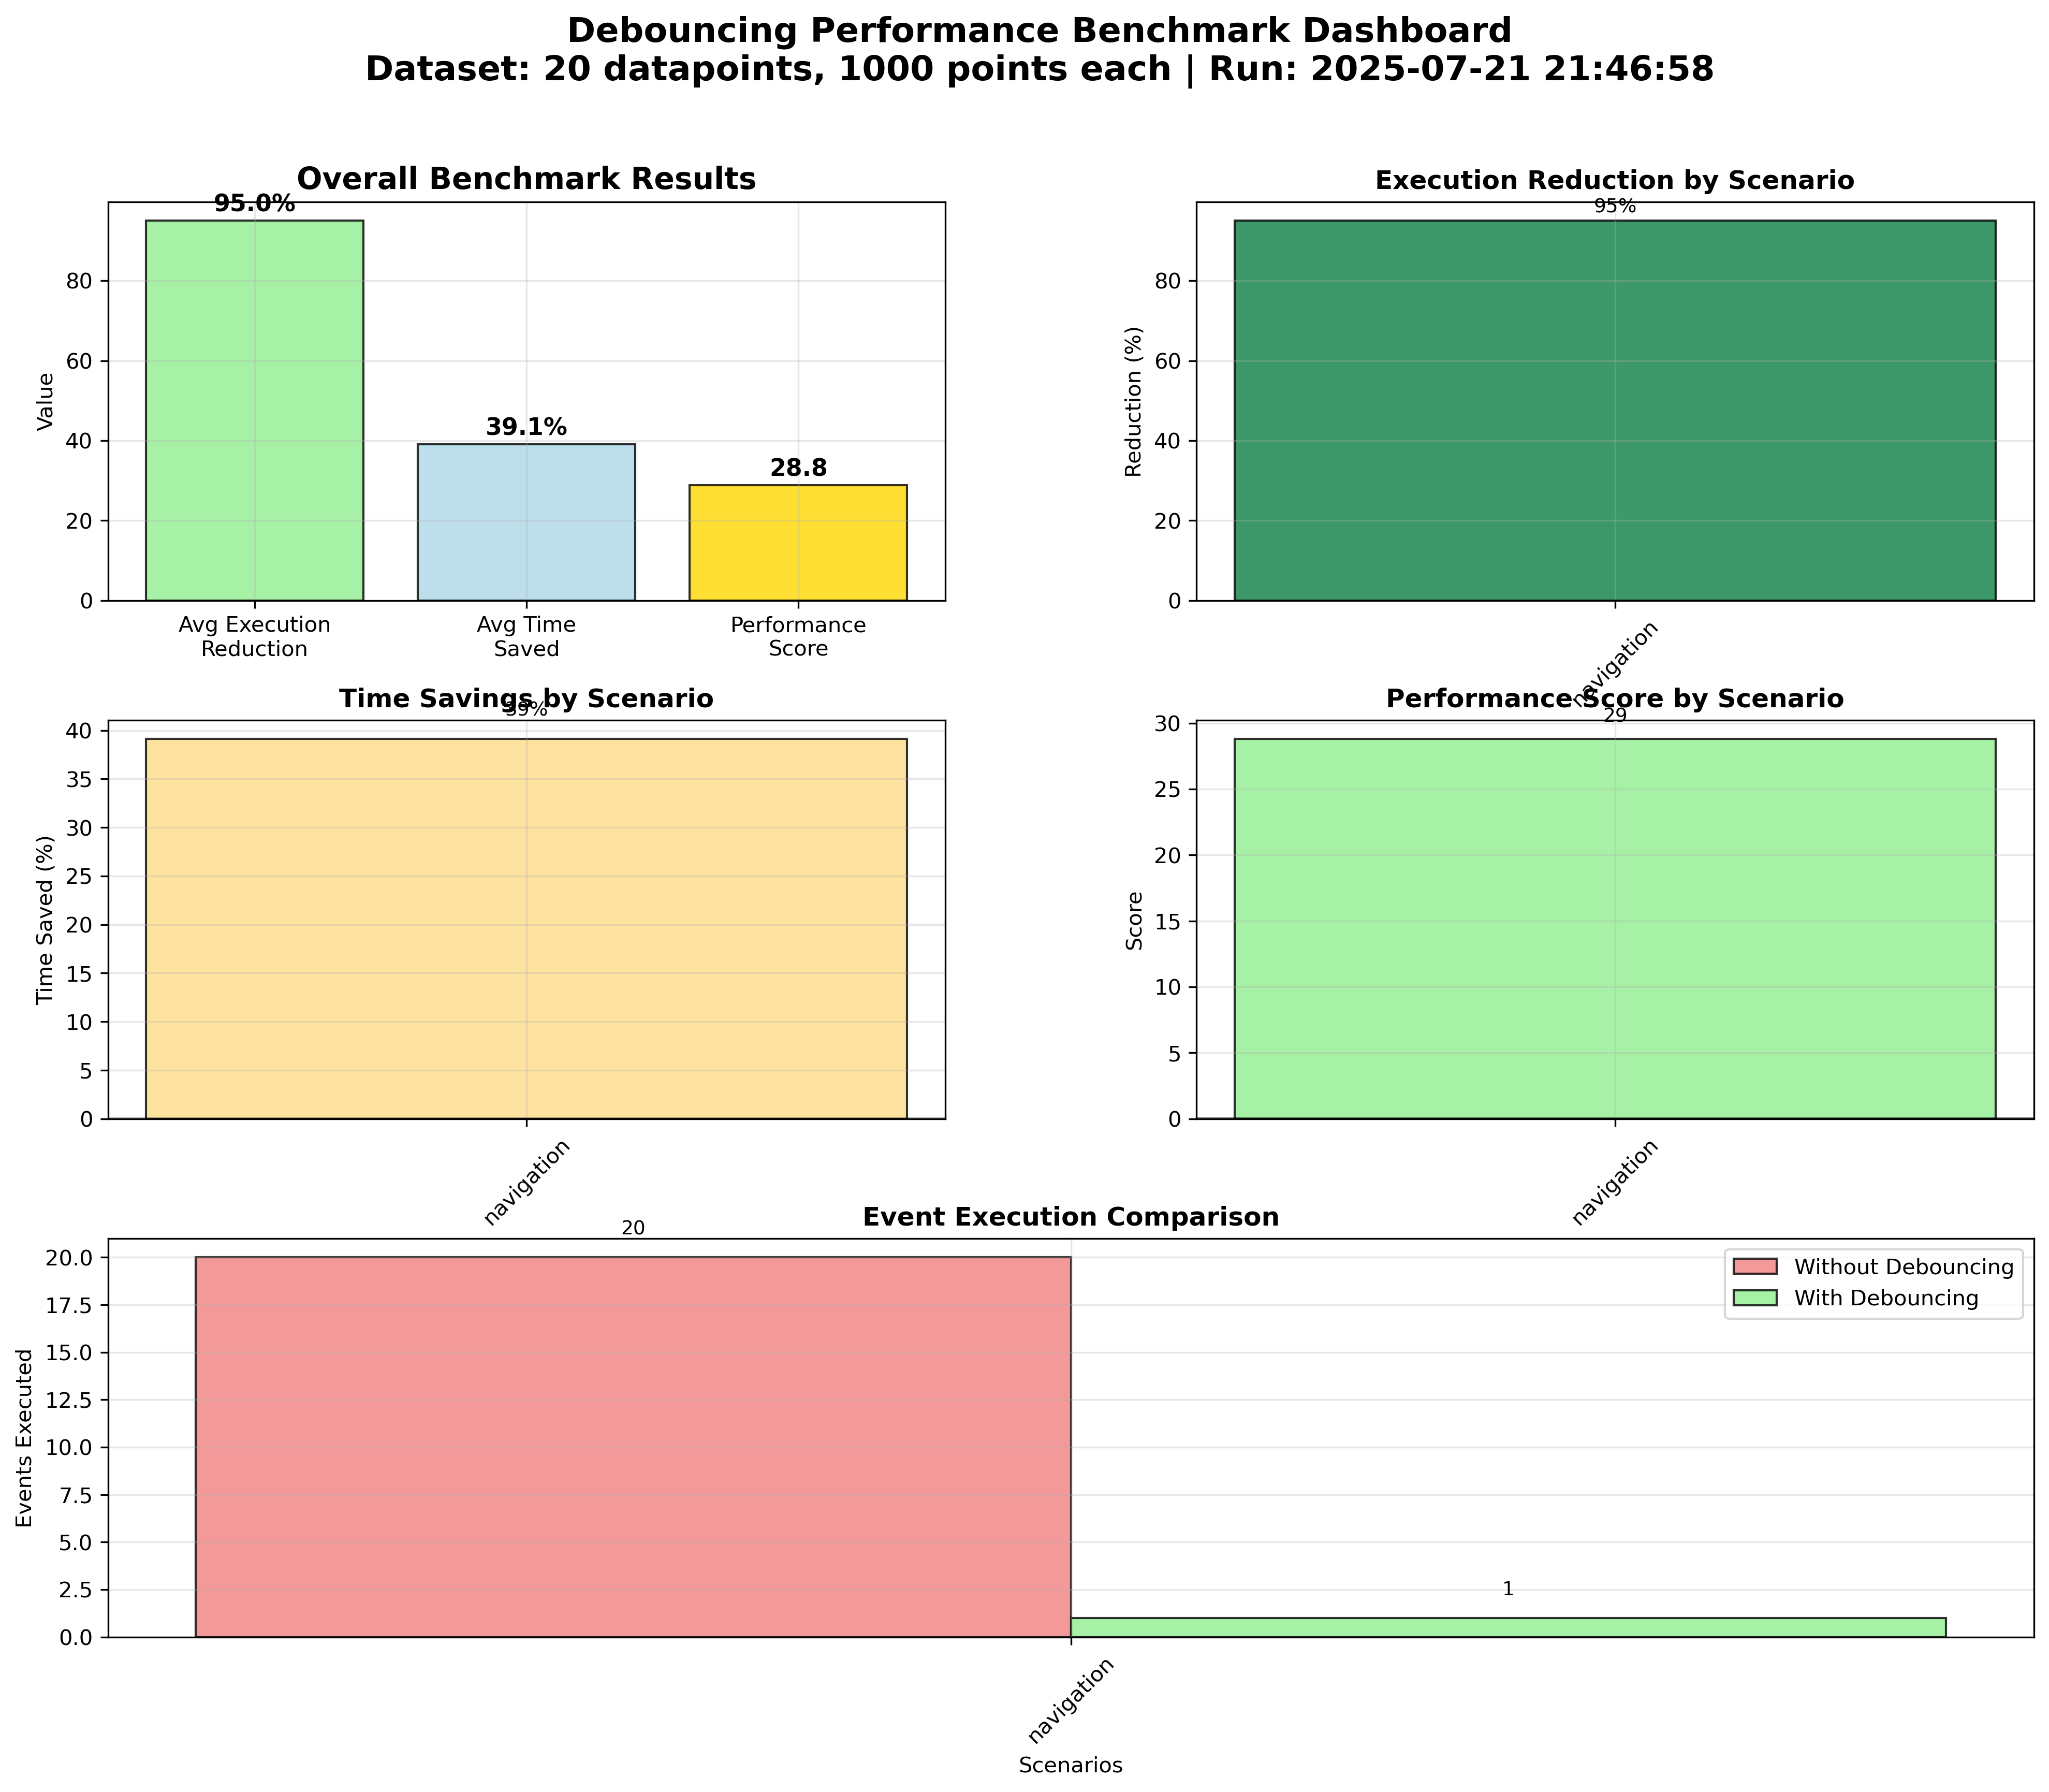 Debouncing Performance Benchmark Dashboard
Dataset: 20 datapoints, 1000 points each | Run: 2025-07-21 21:46:58
Overall Benchmark Results
95.0%
39.1%
28.8
Value
80
60
40
20
0
Avg Execution
Reduction
Avg Time
Saved
Performance
Score
Execution Reduction by Scenario
95%
Reduction (%)
80
60
40
20
0
navigation
Time Savings by Scenario
39%
Time Saved (%)
40
35
30
25
20
15
10
5
0
navigation
Performance Score by Scenario
29
Score
30
25
20
15
10
5
0
navigation
Event Execution Comparison
20
1
Without Debouncing
With Debouncing
Events Executed
20.0
17.5
15.0
12.5
10.0
7.5
5.0
2.5
0.0
navigation
Scenarios